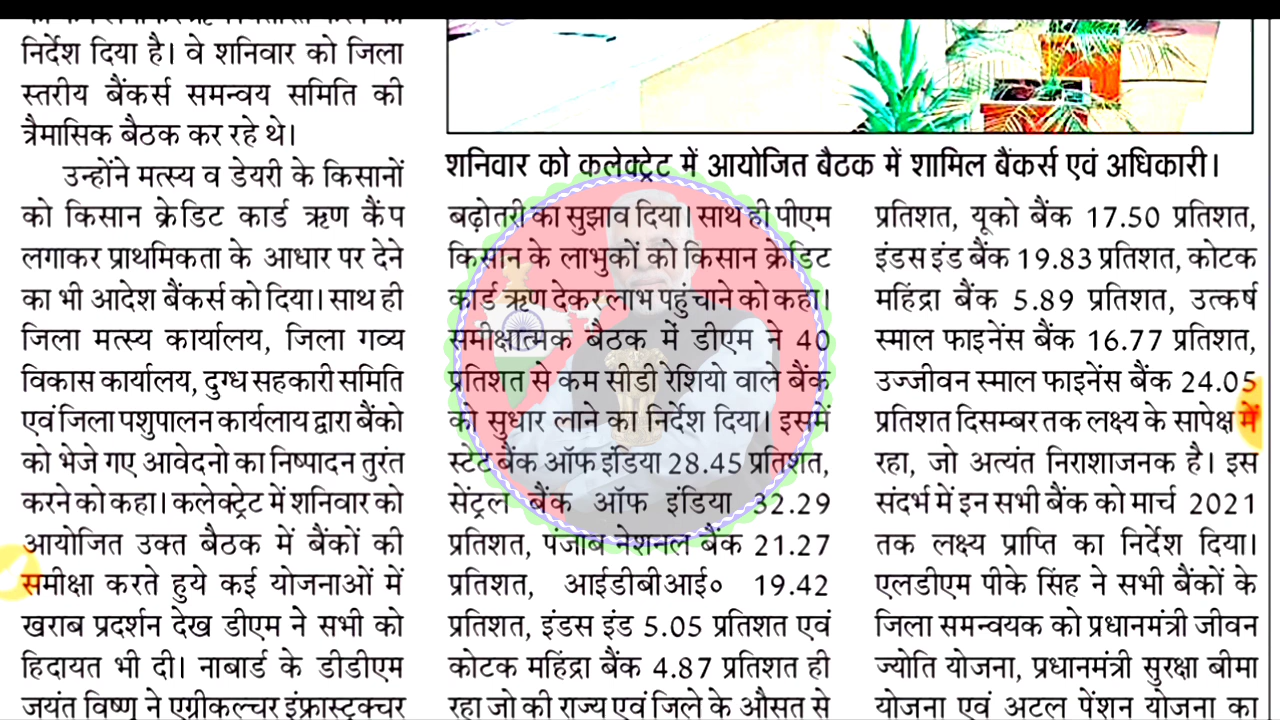 निर्देश दिया है। वे शनिवार को जिला
स्तरीय बैंकर्स समन्वय समिति की
त्रैमासिक बैठक कर रहे थे।
उन्होंने मत्स्य व डेयरी के किसानों
को किसान क्रेडिट कार्ड ऋण कैंप
लगाकर प्राथमिकता के आधार पर देने
का भी आदेश बैंकर्स को दिया। साथ ही
जिला मत्स्य कार्यालय, जिला गव्य
विकास कार्यालय, दुग्ध सहकारी समिति
एवं जिला पशुपालन कार्यलाय द्वारा बैंको
को भेजे गए आवेदनो का निष्पादन तुरंत
करने को कहा। कलेक्ट्रेट में शनिवार को
आयोजित उक्त बैठक में बैंकों की
समीक्षा करते हुये कई योजनाओं में
खराब प्रदर्शन देख डीएम ने सभी को
हिदायत भी दी। नाबार्ड के डीडीएम
जयंत विष्णु ने एग्रीकल्चर इंफ्रास्ट्रक्चर
शनिवार को कलेक्ट्रेट में आयोजित बैठक में शामिल बैंकर्स एवं अधिकारी।
बढ़ोतरी का सुझाव दिया। साथ ही पीएम
किसान के लाभुकों को किसान क्रेडिट
कार्ड ऋण देकर लाभ पहुंचाने को कहा।
समीक्षात्मक बैठक में डीएम ने 40
प्रतिशत से कम सीडी रेशियो वाले बैंक
को सुधार लाने का निर्देश दिया। इसमें
स्टेट बैंक ऑफ इंडिया 28.45 प्रतिशत,
सेंट्रल बैंक ऑफ इंडिया 32.29
प्रतिशत, पंजाब नेशनल बैंक 21.27
प्रतिशत, आईडीबीआई० 19.42
प्रतिशत, इंडस इंड 5.05 प्रतिशत एवं
कोटक महिंद्रा बैंक 4.87 प्रतिशत ही
रहा जो की राज्य एवं जिले के औसत से
प्रतिशत, यूको बैंक 17.50 प्रतिशत,
इंडस इंड बैंक 19.83 प्रतिशत, कोटक
महिंद्रा बैंक 5.89 प्रतिशत, उत्कर्ष
स्माल फाइनेंस बैंक 16.77 प्रतिशत,
उज्जीवन स्माल फाइनेंस बैंक 24.05
प्रतिशत दिसम्बर तक लक्ष्य के सापेक्ष में
रहा, जो अत्यंत निराशाजनक है। इस
संदर्भ में इन सभी बैंक को मार्च 2021
तक लक्ष्य प्राप्ति का निर्देश दिया।
एलडीएम पीके सिंह ने सभी बैंकों के
जिला समन्वयक को प्रधानमंत्री जीवन
ज्योति योजना, प्रधानमंत्री सुरक्षा बीमा
योजना एवं अटल पेंशन योजना का